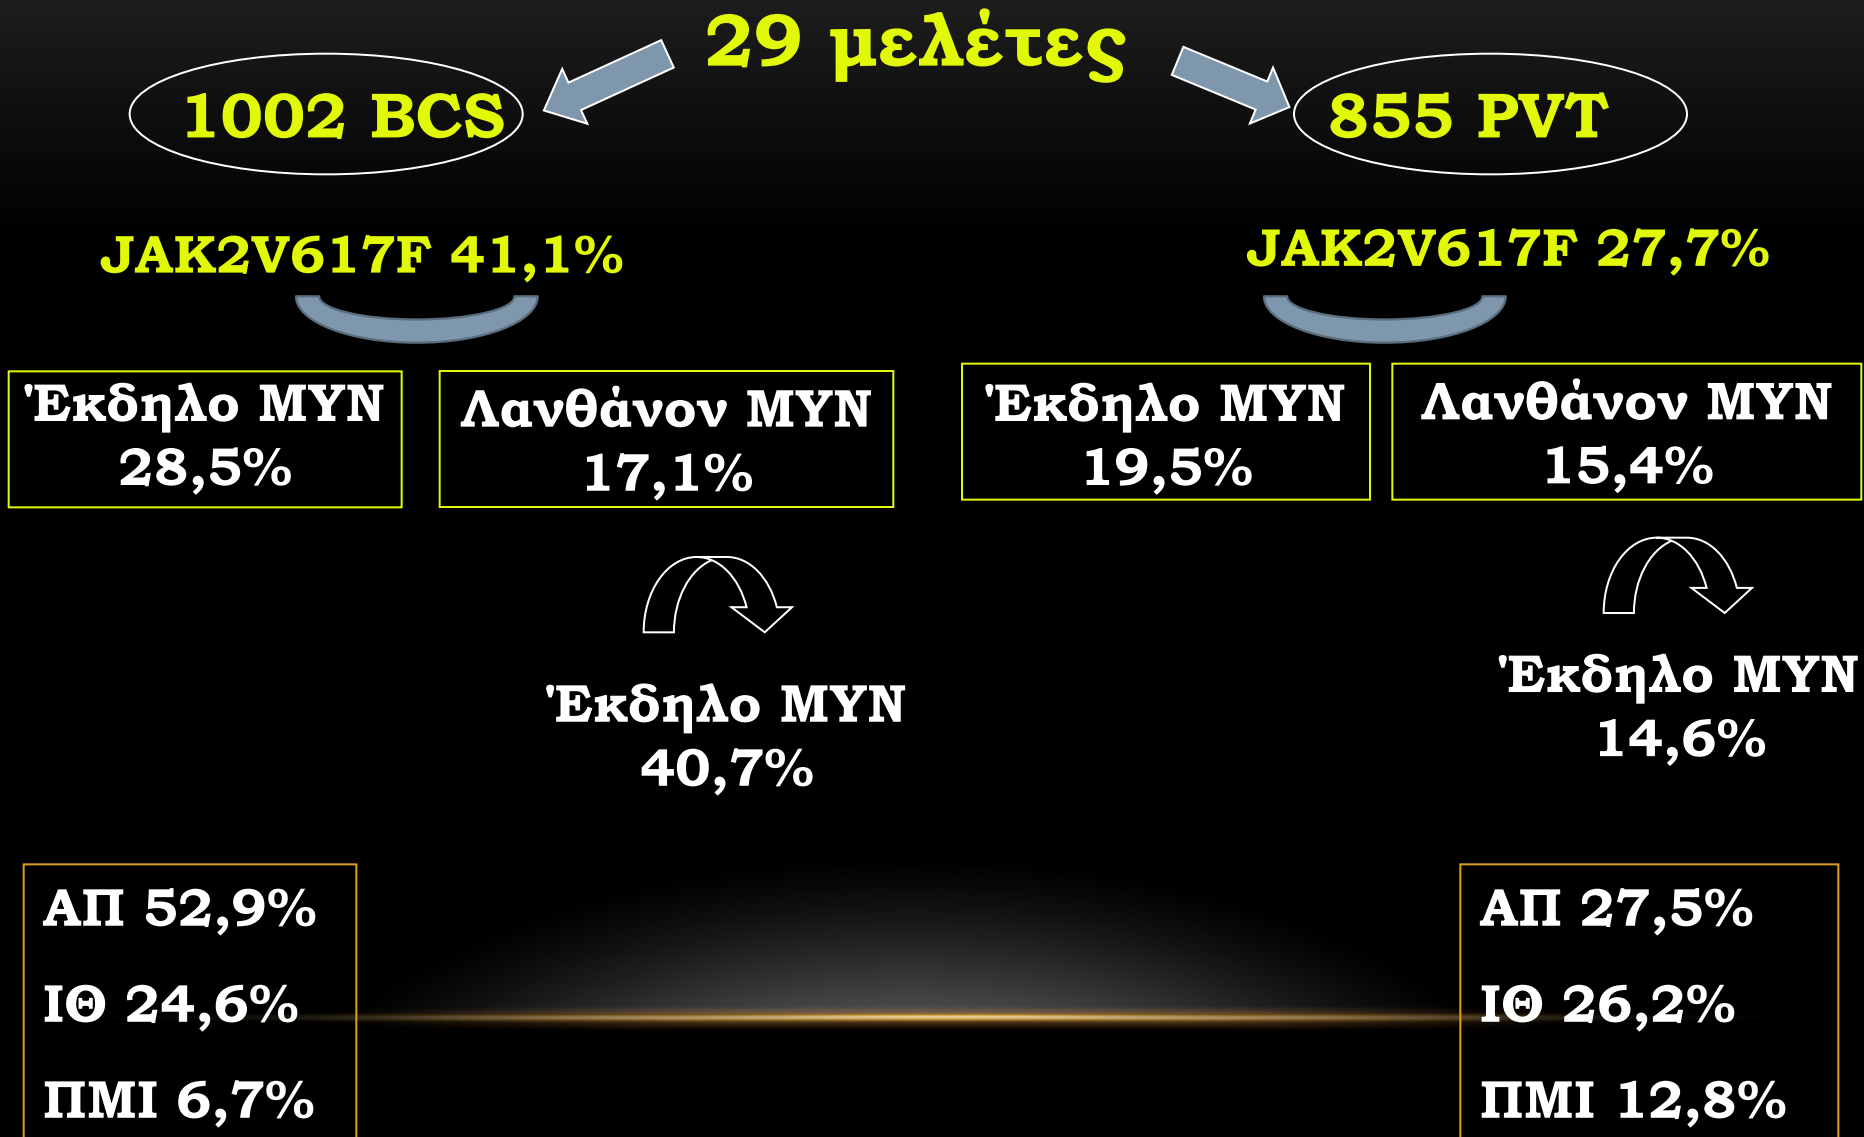 29 μελέτες
1002 BCS
855 PVT
JAK2V617F 41,1%
JAK2V617F 27,7%
Έκδηλο ΜΥΝ
28,5%
Λανθάνον ΜΥΝ
17,1%
Έκδηλο ΜΥΝ
19,5%
Λανθάνον ΜΥΝ
15,4%
Έκδηλο ΜΥΝ
40,7%
Έκδηλο ΜΥΝ
14,6%
ΑΠ 52,9%
ΙΘ 24,6%
ΠΜΙ 6,7%
ΑΠ 27,5%
ΙΘ 26,2%
ΠΜΙ 12,8%